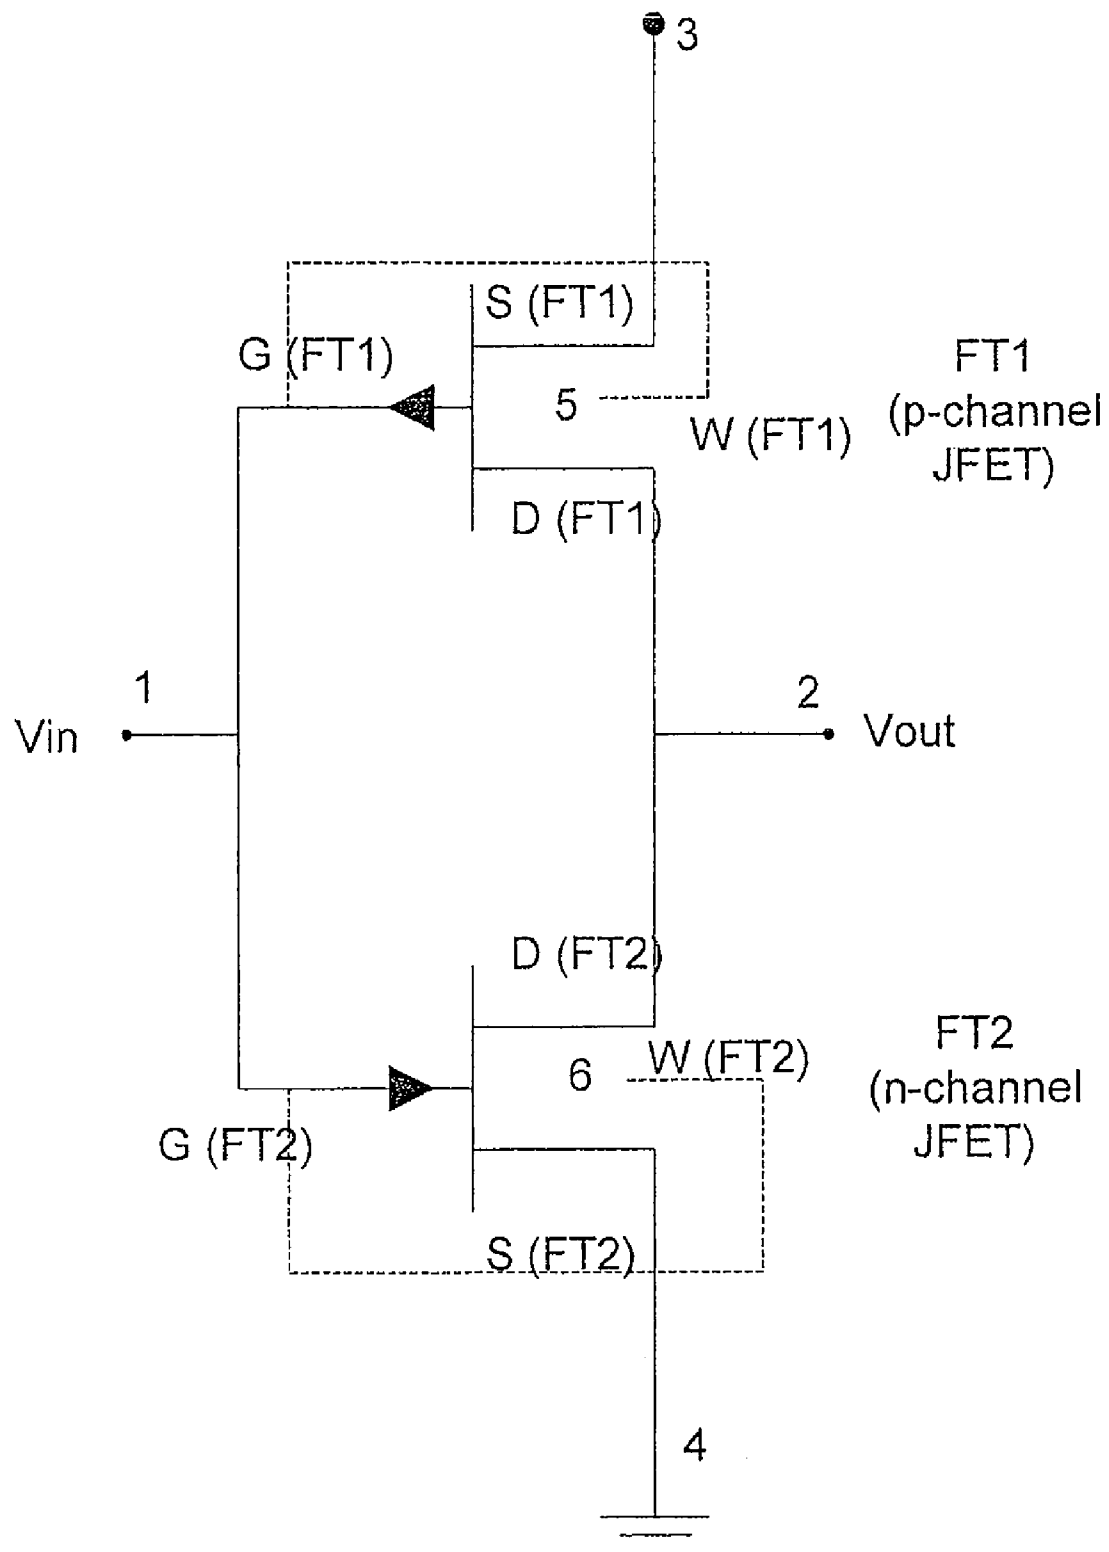 3
S (FT1)
G (FT1)
FT1
(p-channel
JFET)
5
W (FT1)
D (FT1)
1
Vin
2
Vout
D (FT2)
FT2
(n-channel
JFET)
W (FT2)
6
G (FT2)
S (FT2)
4